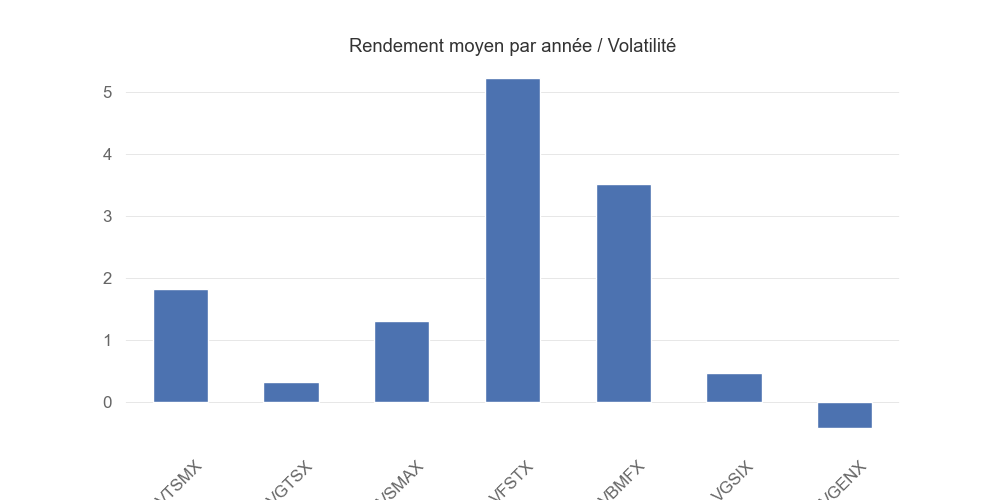 Rendement moyen par année / Volatilité
5
4
3
2
1
0
VTSMX
VGTSX
VSMAX
VFSTX
VBMFX
VGSIX
VGENX